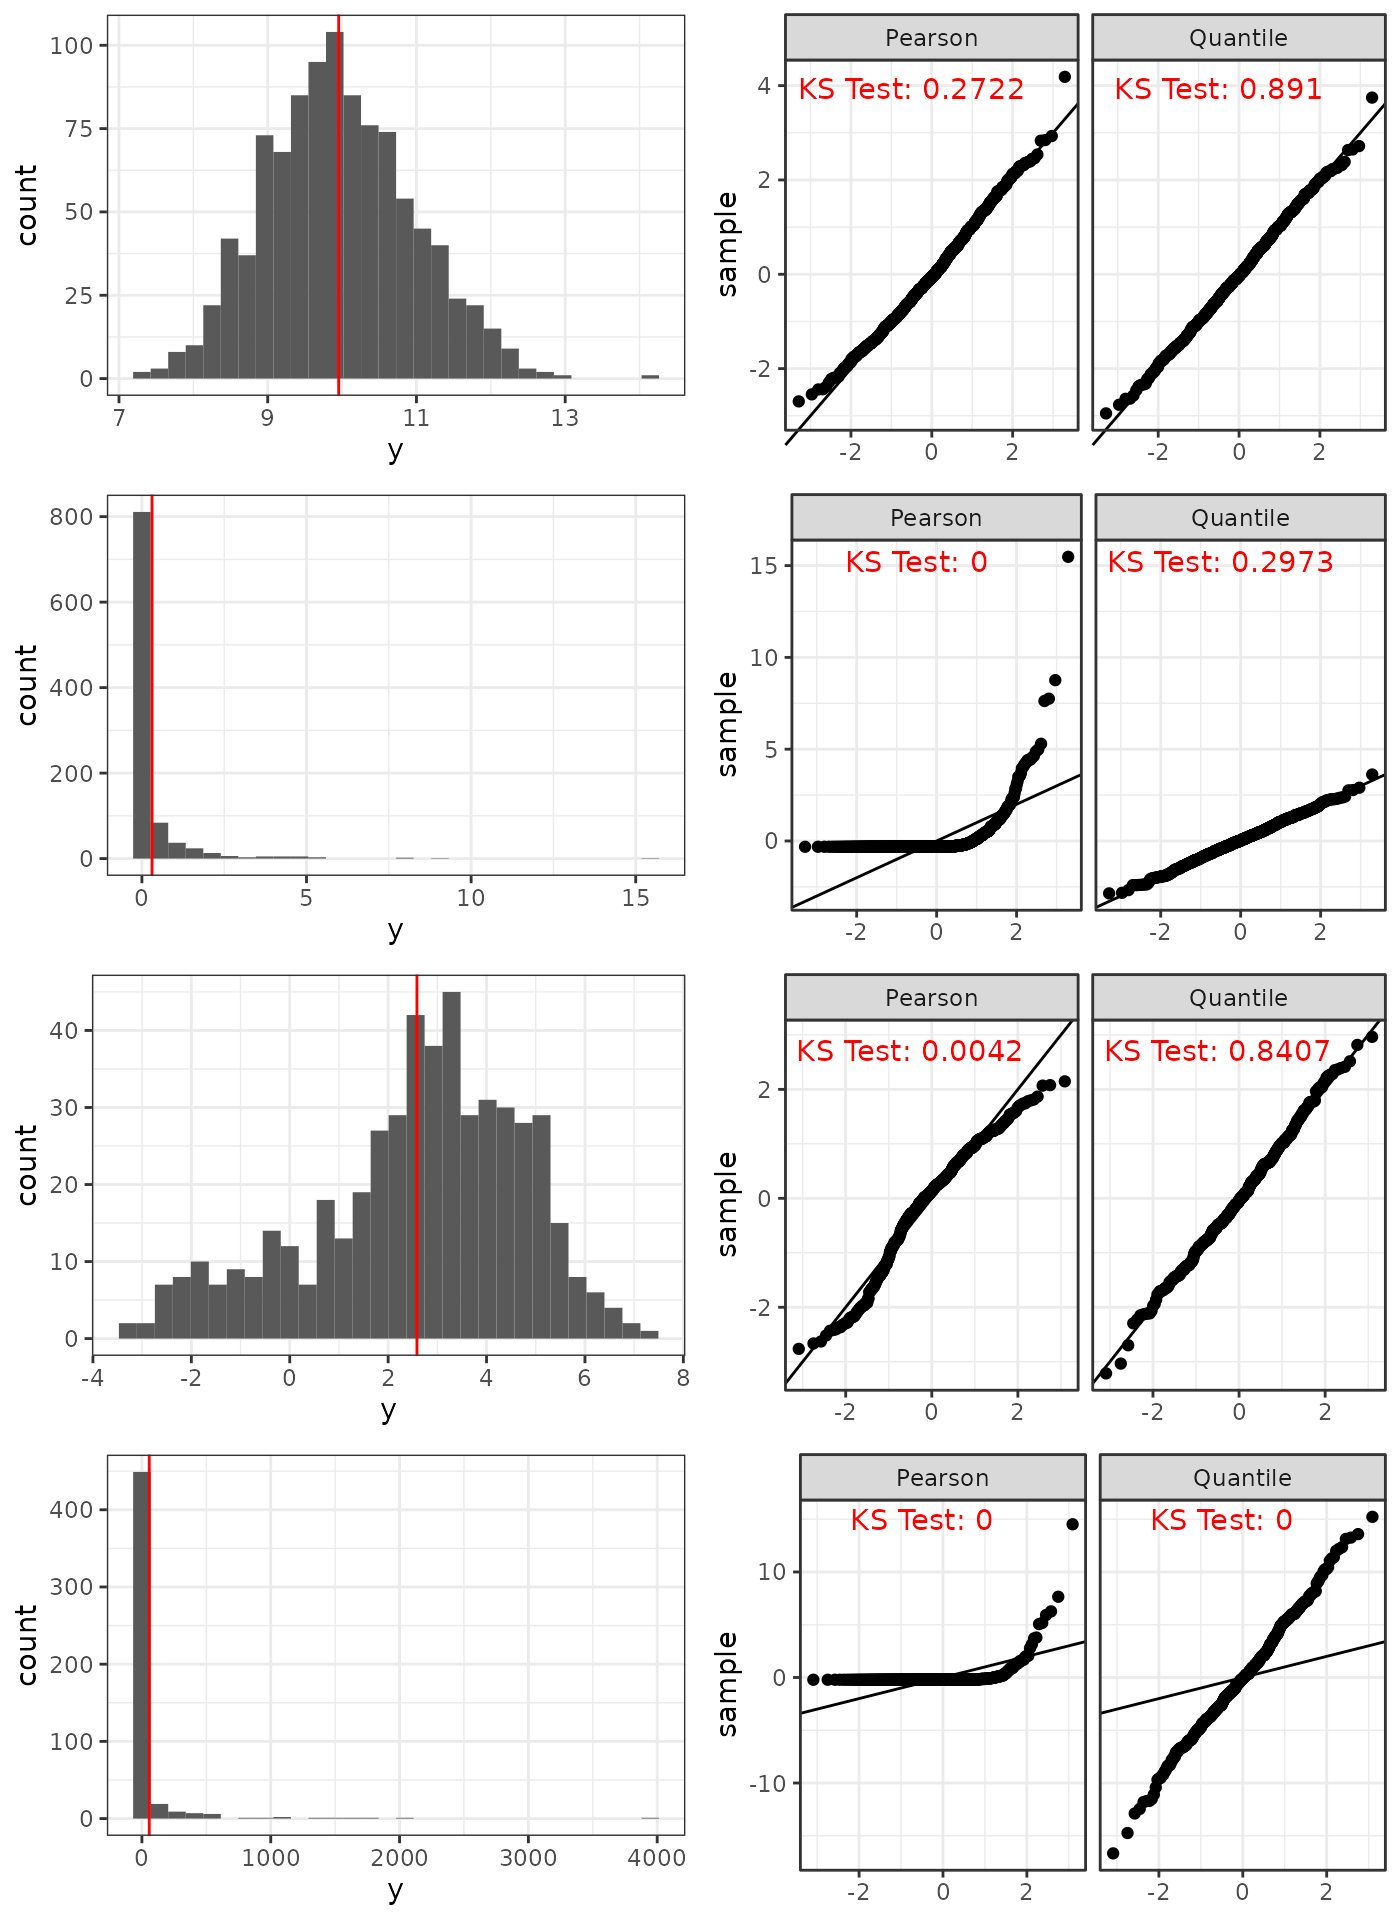 Pearson Quantile
KS Test: 0.2722 KS Test: 0.891
100
75
50
25
0
count
7 9 11 13
y
4
2
0
-2
sample
-2 0 2 -2 0 2
Pearson Quantile
KS Test: 0 KS Test: 0.2973
800
600
400
200
0
count
0 5 10 15
y
15
10
5
0
sample
-2 0 2 -2 0 2
Pearson Quantile
KS Test: 0.0042 KS Test: 0.8407
40
30
20
10
0
count
-4 -2 0 2 4 6 8
y
2
0
-2
sample
-2 0 2 -2 0 2
Pearson Quantile
KS Test: 0 KS Test: 0
400
300
200
100
0
count
0 1000 2000 3000 4000
y
10
0
-10
sample
-2 0 2 -2 0 2